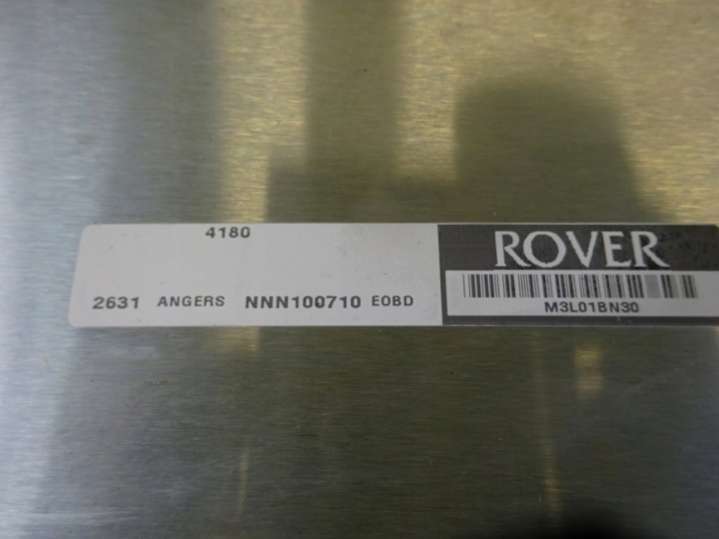 4180
2631 ANGERS NNN100710 EOBD
ROVER
M3L01BN30